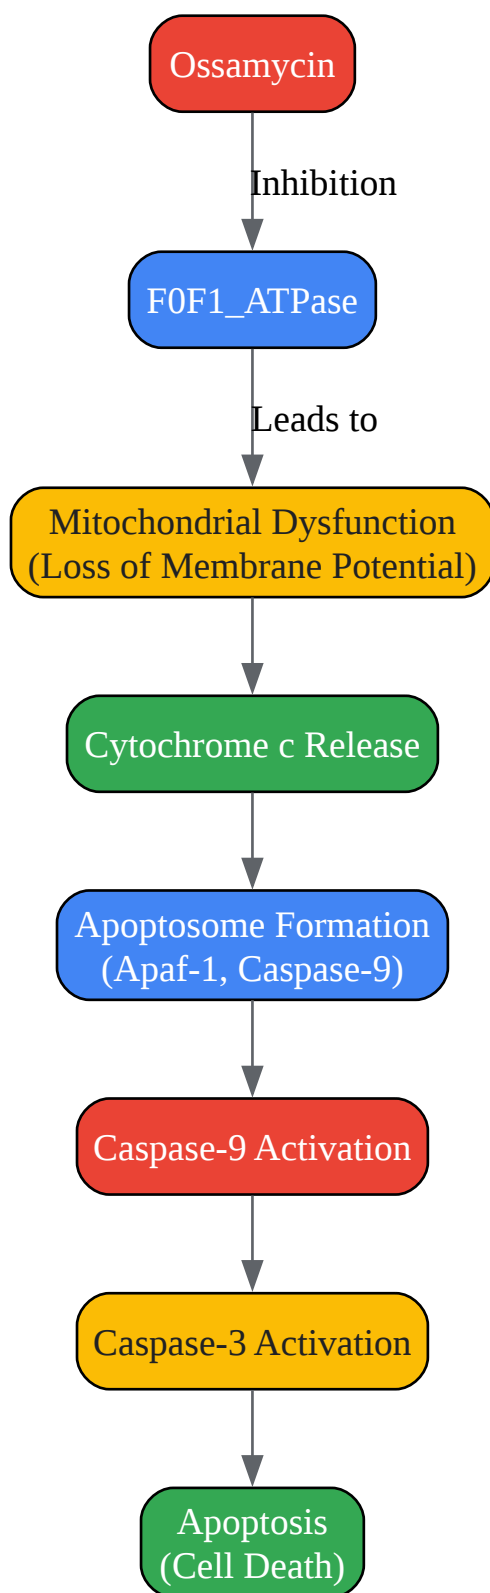 Ossamycin
Inhibition
F0F1_ATPase
Leads to
Mitochondrial Dysfunction
(Loss of Membrane Potential)
Cytochrome c Release
Apoptosome Formation
(Apaf-1, Caspase-9)
Caspase-9 Activation
Caspase-3 Activation
Apoptosis
(Cell Death)